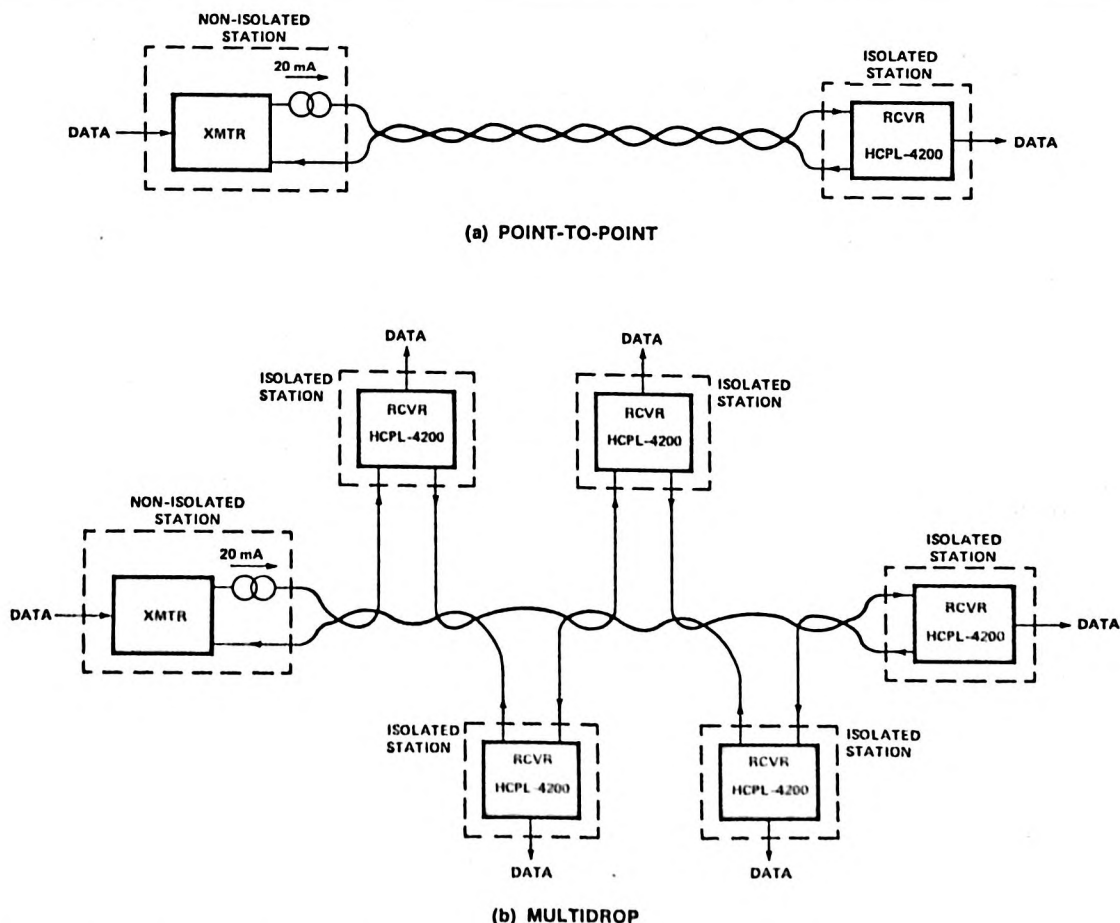 NON-ISOLATED
STATION
20 mA
DATA
XMTR
ISOLATED
STATION
RCVR
HCPL-4200
DATA
(a) POINT-TO-POINT
DATA
ISOLATED
STATION
RCVR
HCPL-4200
DATA
ISOLATED
STATION
RCVR
HCPL-4200
NON-ISOLATED
STATION
20 mA
DATA
XMTR
ISOLATED
STATION
RCVR
HCPL-4200
DATA
ISOLATED
STATION
RCVR
HCPL-4200
DATA
ISOLATED
STATION
RCVR
HCPL-4200
DATA
(b) MULTIDROP